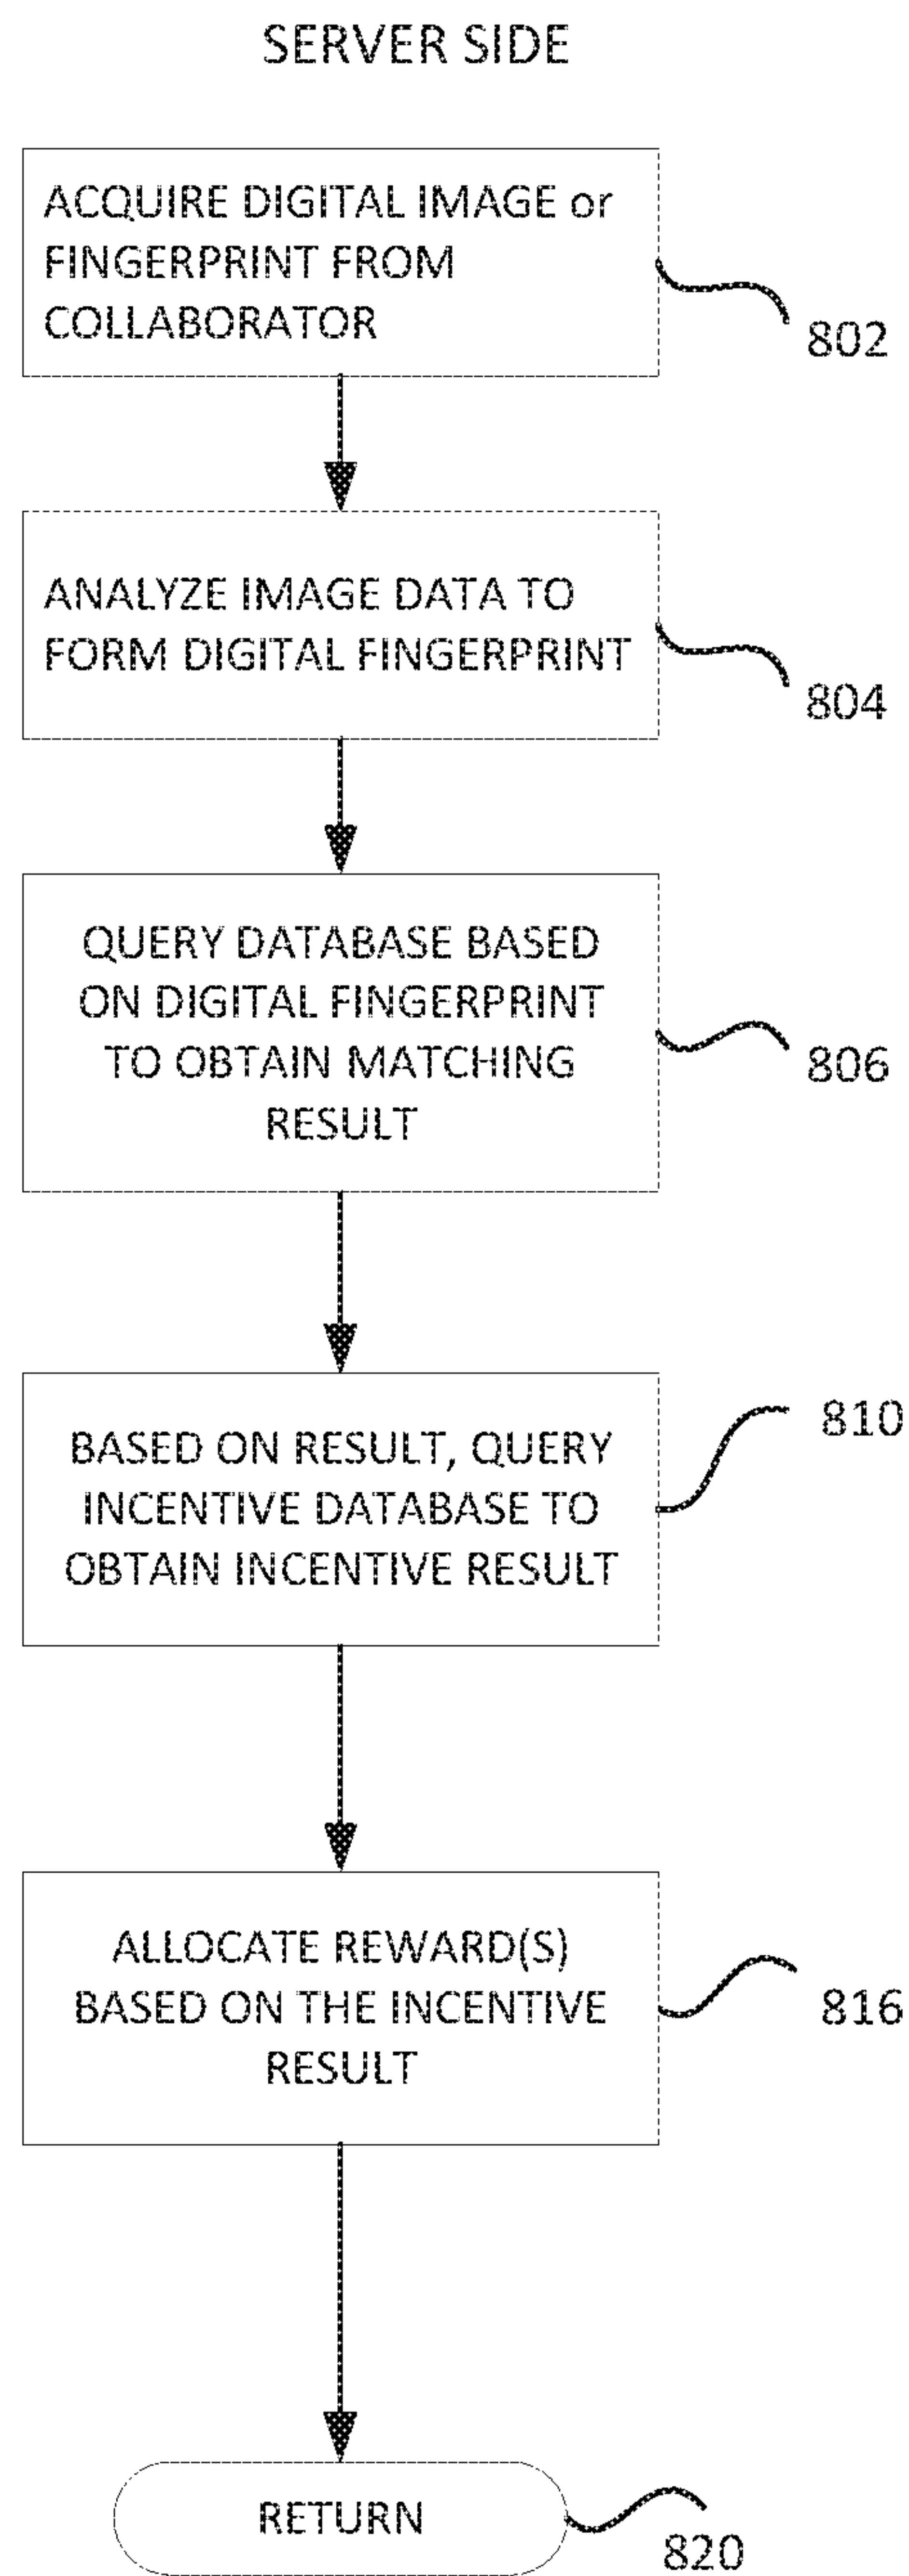 SERVER SIDE
ACQUIRE DIGITAL IMAGE or
FINGERPRINT FROM
COLLABORATOR
802
ANALYZE IMAGE DATA TO
FORM DIGITAL FINGERPRINT
804
QUERY DATABASE BASED
ON DIGITAL FINGERPRINT
TO OBTAIN MATCHING
RESULT
806
BASED ON RESULT, QUERY
INCENTIVE DATABASE TO
OBTAIN INCENTIVE RESULT
810
ALLOCATE REWARD(S)
BASED ON THE INCENTIVE
RESULT
816
RETURN
820